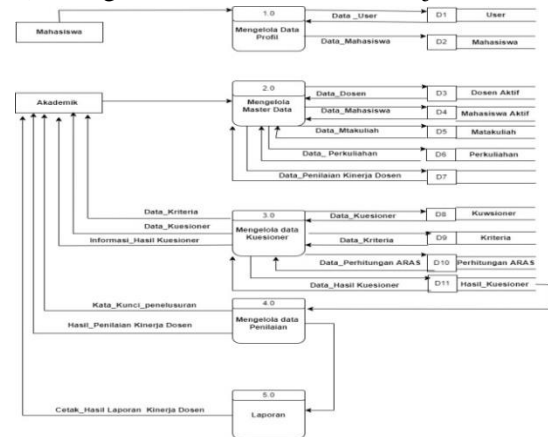 1.0
Mengelola Data
Profil
Mahasiswa
Data _User
D1 User
Data_Mahasiswa
D2 Mahasiswa
2.0
Mengelola
Master Data
Akademik
Data_Dosen
D3 Dosen Aktif
Data_Mahasiswa
D4 Mahasiswa Aktif
Data_Mtakuliah
D5 Matakuliah
Data_ Perkuliahan
D6 Perkuliahan
Data_Penilaian Kinerja Dosen
D7
3.0
Mengelola data
Kuesioner
Data_Kriteria
Data_Kuesioner
Informasi_Hasil Kuesioner
Data_Kuesioner
D8 Kuwsioner
Data_Kriteria
D9 Kriteria
Data_Perhitungan ARAS
D10 Perhitungan ARAS
Data_Hasil Kuesioner
D11 Hasil_Kuesioner
4.0
Mengelola data
Penilaian
Kata_Kunci_penelusuran
Hasil_Penilaian Kinerja Dosen
5.0
Laporan
Cetak_Hasil Laporan Kinerja Dosen